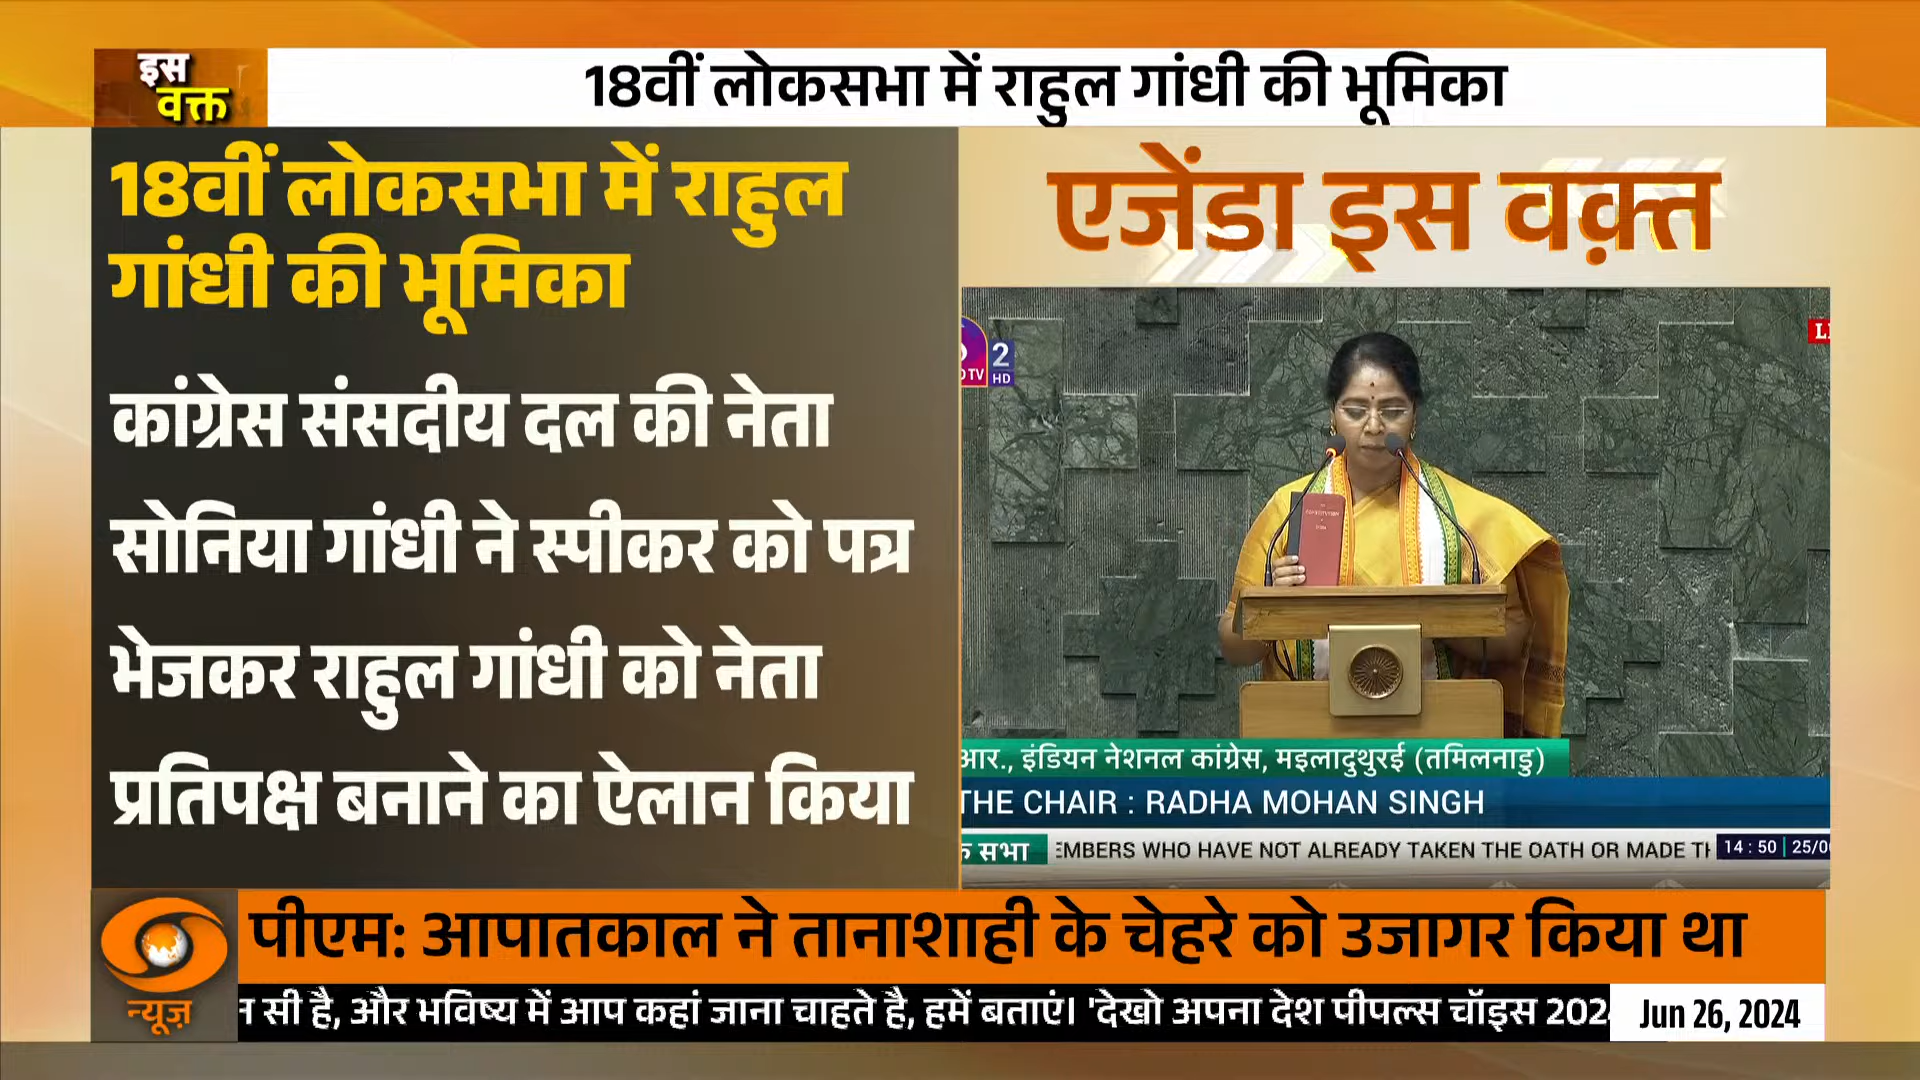 इस
वक्त
18वीं लोकसभा में राहुल गांधी की भूमिका
18वीं लोकसभा में राहुल
गांधी की भूमिका
कांग्रेस संसदीय दल की नेता
सोनिया गांधी ने स्पीकर को पत्र
भेजकर राहुल गांधी को नेता
प्रतिपक्ष बनाने का ऐलान किया
एजेंडा इस वक़्त
TV
2
HD
CONSTITUTION
आर., इंडियन नेशनल कांग्रेस, मइलादुथुरई (तमिलनाडु)
THE CHAIR : RADHA MOHAN SINGH
सभा
WHO HAVE NOT ALREADY TAKEN THE OATH OR MADE
14 : 50
पीएम: आपातकाल ने तानाशाही के चेहरे को उजागर किया था
न्यूज़
सी है, और भविष्य में आप कहां जाना चाहते है, हमें बताएं। 'देखो अपना देश पीपल्स चॉइस
Jun 26, 2024